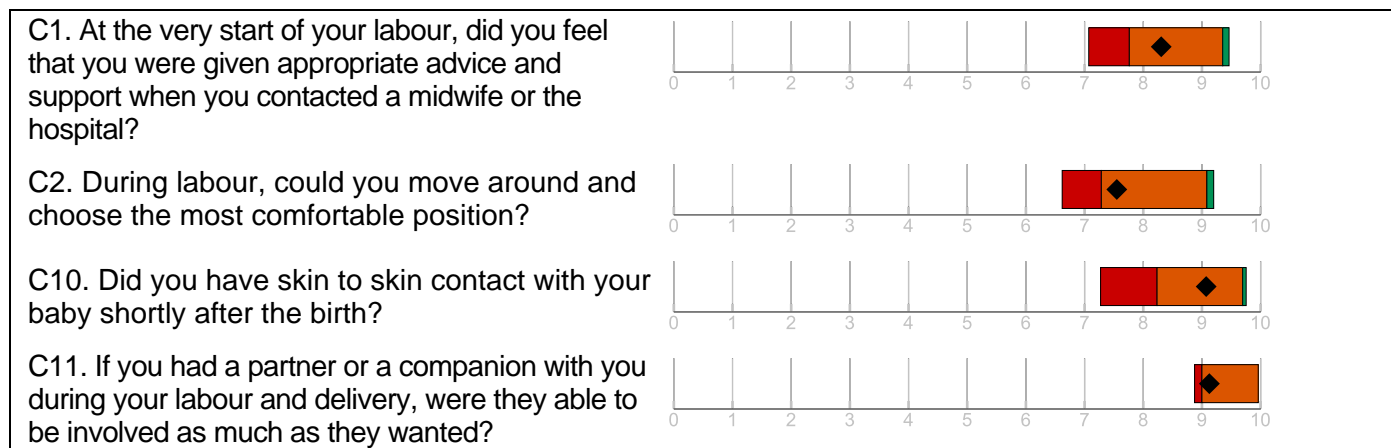 C1. At the very start of your labour, did you feel
that you were given appropriate advice and
support when you contacted a midwife or the
hospital?
0 1 2 3 4 5 6 7 8 9 10
C2. During labour, could you move around and
choose the most comfortable position?
0 1 2 3 4 5 6 7 8 9 10
C10. Did you have skin to skin contact with your
baby shortly after the birth?
0 1 2 3 4 5 6 7 8 9 10
C11. If you had a partner or a companion with you
during your labour and delivery, were they able to
be involved as much as they wanted?
0 1 2 3 4 5 6 7 8 9 10